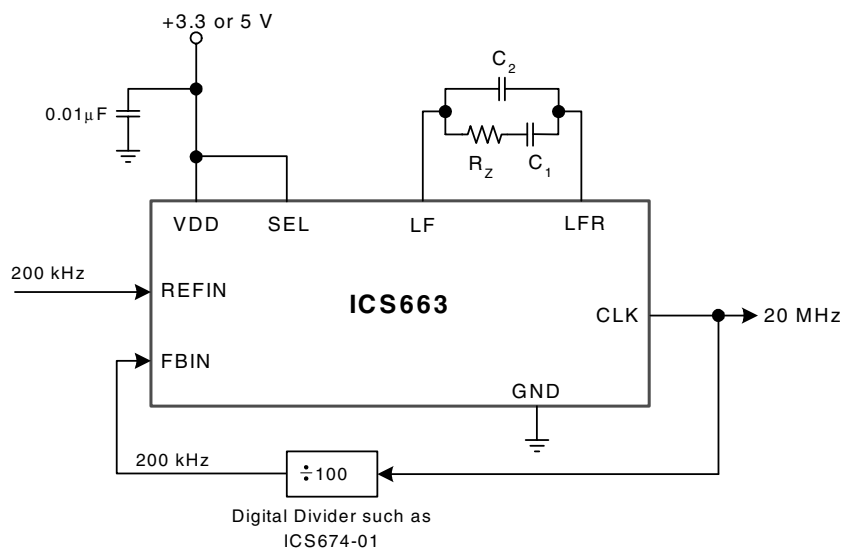 +3.3 or 5 V
C2
0.01μF
RZ
C1
VDD
SEL
LF
LFR
200 kHz
REFIN
ICS663
CLK
20 MHz
FBIN
GND
200 kHz
÷100
Digital Divider such as
ICS674-01